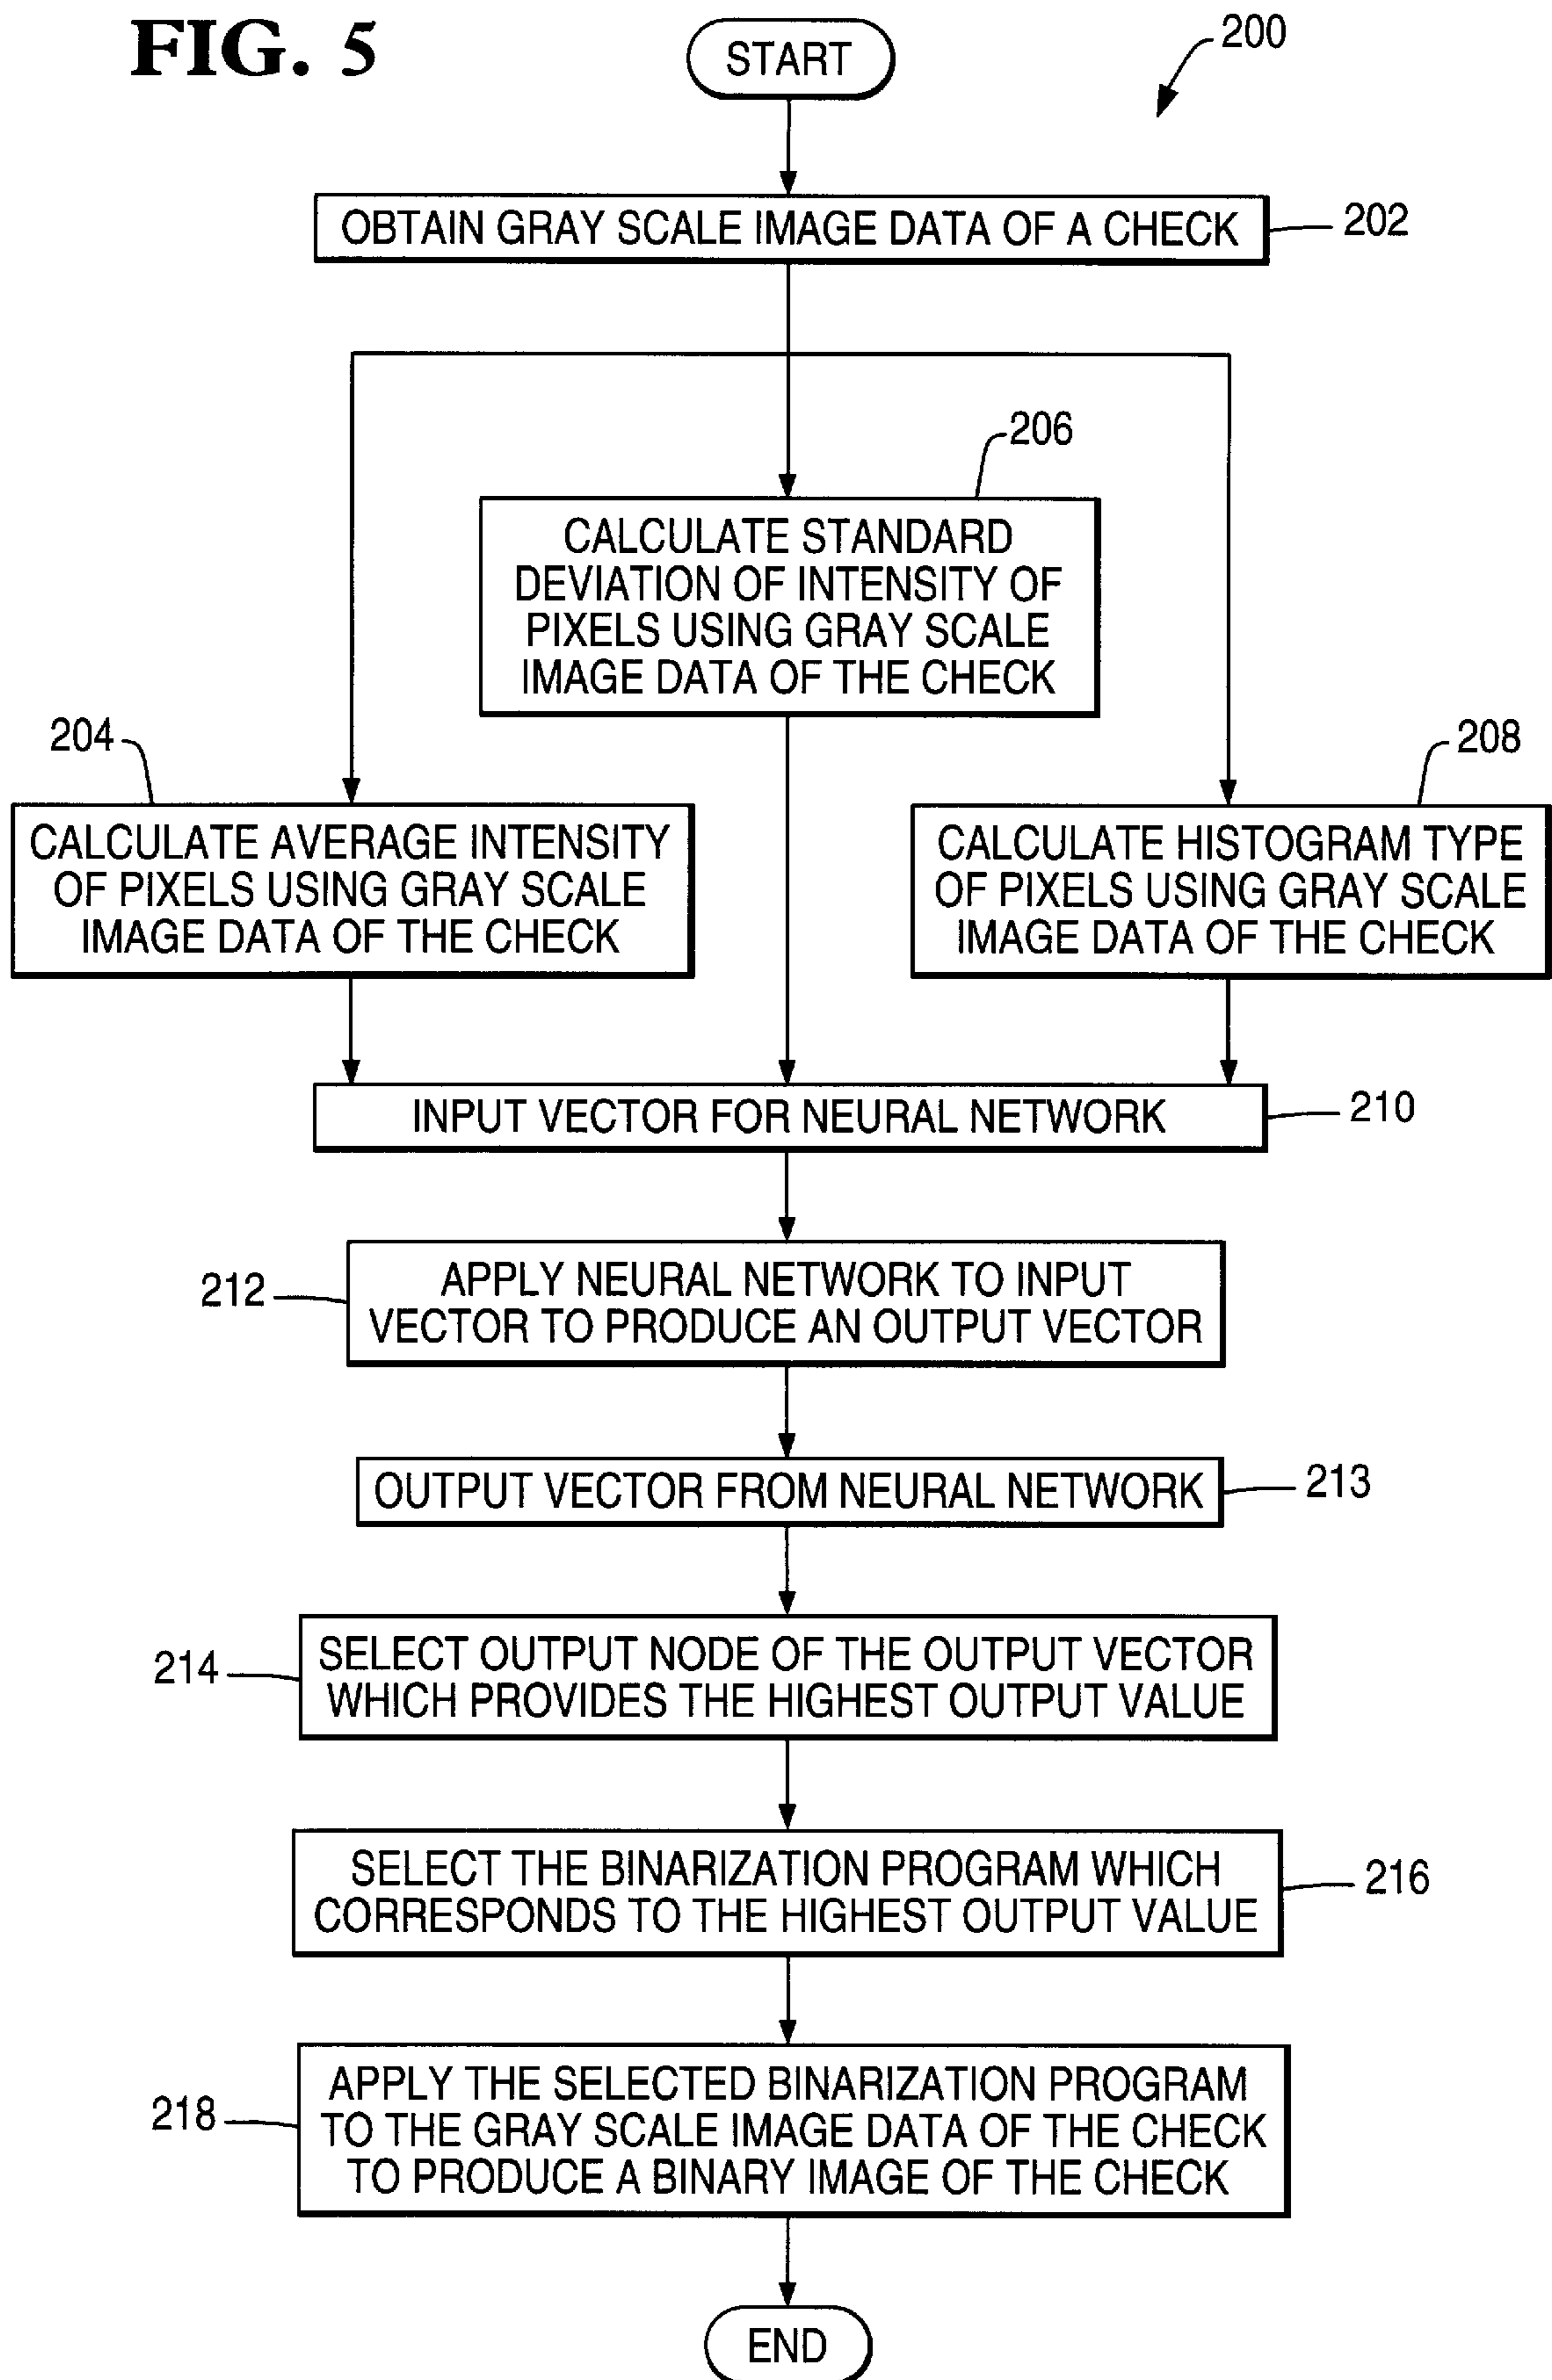 FIG. 5
START
200
OBTAIN GRAY SCALE IMAGE DATA OF A CHECK
202
206
CALCULATE STANDARD
DEVIATION OF INTENSITY OF
PIXELS USING GRAY SCALE
IMAGE DATA OF THE CHECK
204
CALCULATE AVERAGE INTENSITY
OF PIXELS USING GRAY SCALE
IMAGE DATA OF THE CHECK
208
CALCULATE HISTOGRAM TYPE
OF PIXELS USING GRAY SCALE
IMAGE DATA OF THE CHECK
INPUT VECTOR FOR NEURAL NETWORK
210
212
APPLY NEURAL NETWORK TO INPUT
VECTOR TO PRODUCE AN OUTPUT VECTOR
OUTPUT VECTOR FROM NEURAL NETWORK
213
214
SELECT OUTPUT NODE OF THE OUTPUT VECTOR
WHICH PROVIDES THE HIGHEST OUTPUT VALUE
SELECT THE BINARIZATION PROGRAM WHICH
CORRESPONDS TO THE HIGHEST OUTPUT VALUE
216
218
APPLY THE SELECTED BINARIZATION PROGRAM
TO THE GRAY SCALE IMAGE DATA OF THE CHECK
TO PRODUCE A BINARY IMAGE OF THE CHECK
END